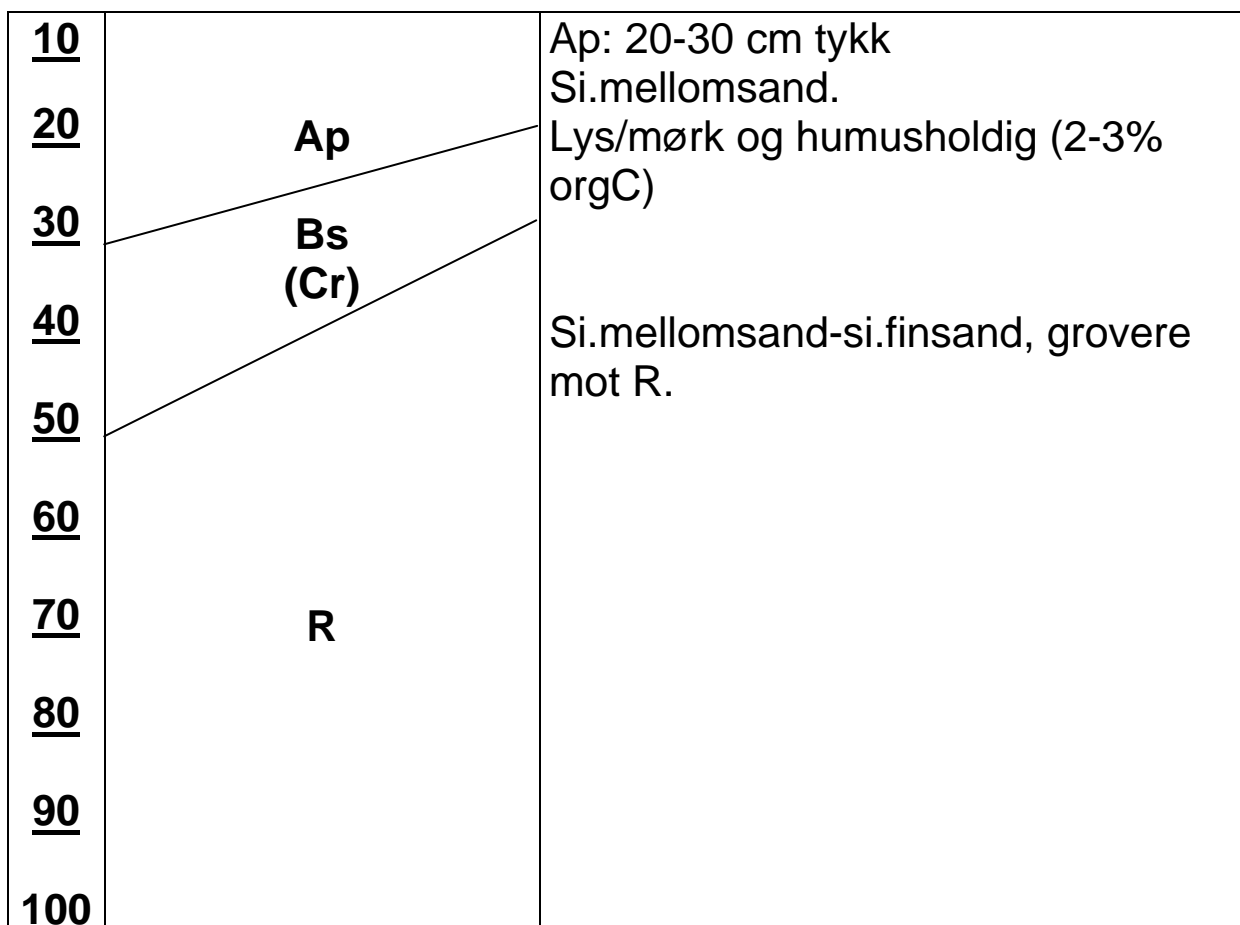 10
20
30
40
50
60
70
80
90
100
Ap
Bs
(Cr)
R
Ap: 20-30 cm tykk
Si.mellomsand.
Lys/mørk og humusholdig (2-3%
orgC)
Si.mellomsand-si.finsand, grovere
mot R.